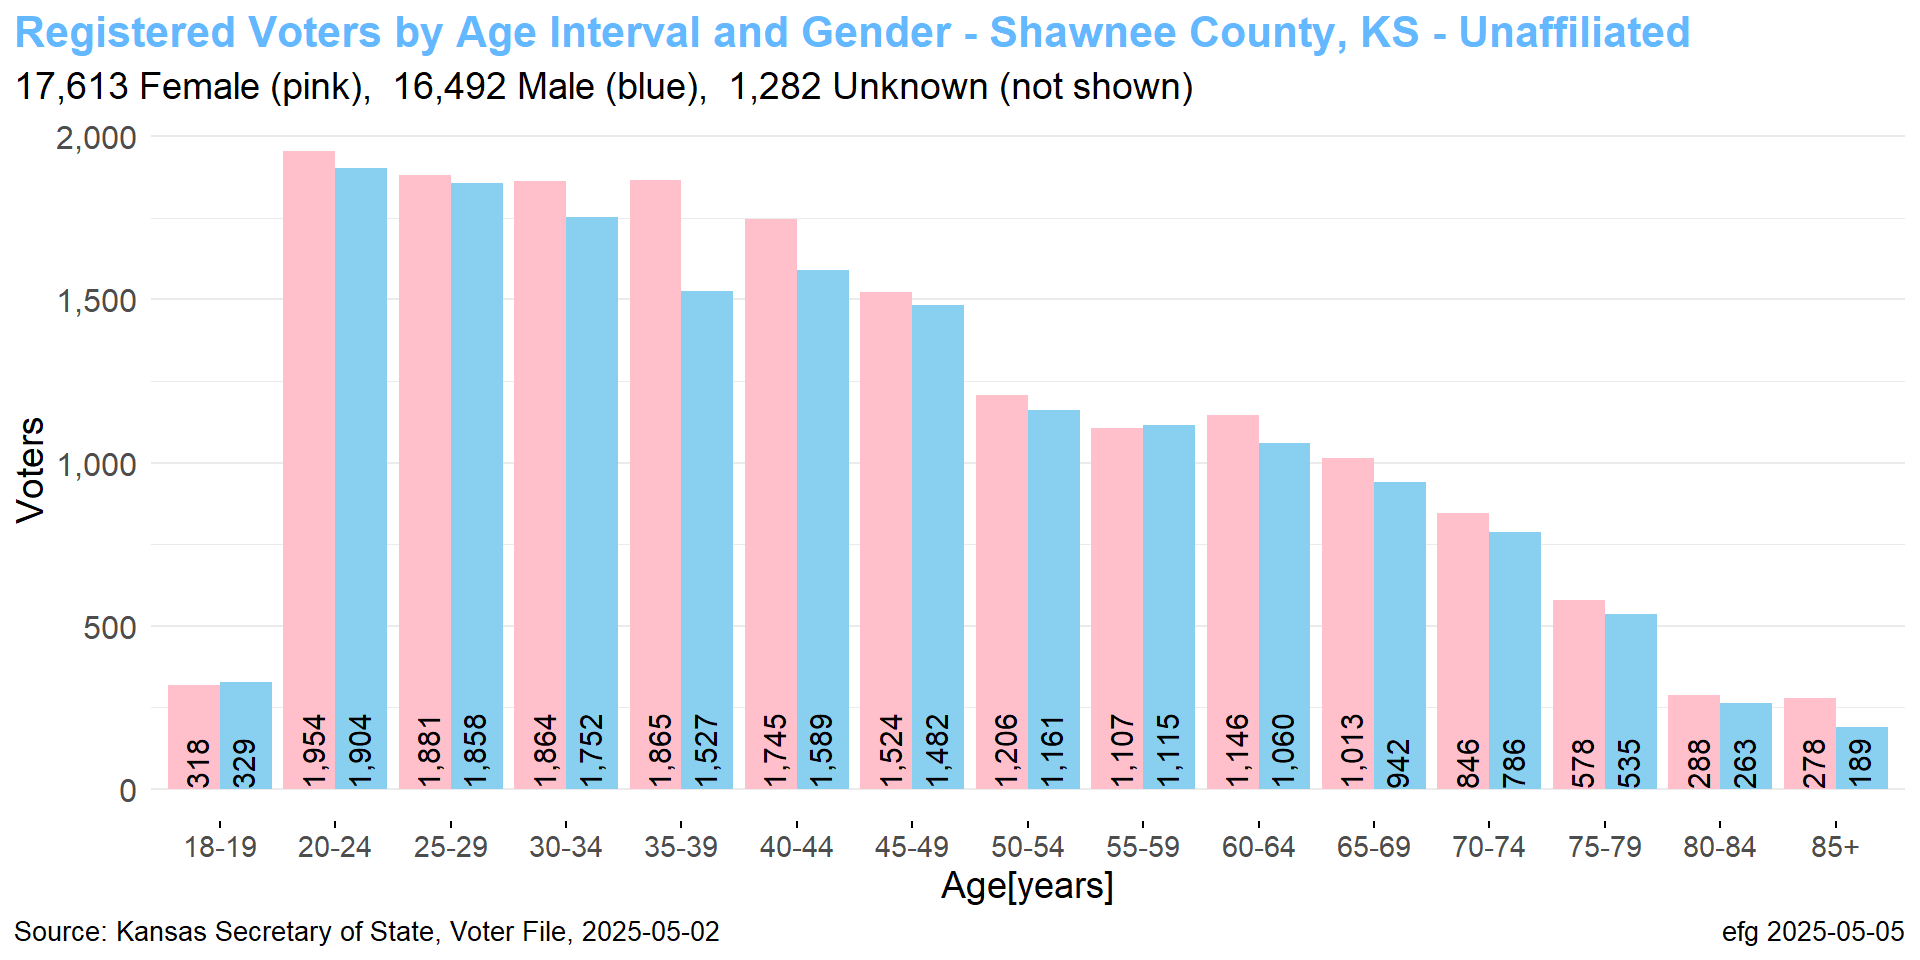 Registered Voters by Age Interval and Gender - Shawnee County, KS - Unaffiliated
17,613 Female (pink),  16,492 Male (blue),  1,282 Unknown (not shown)
Voters
2,000
1,500
1,000
500
0
318 329 1,954 1,904 1,881 1,858 1,864 1,752 1,865 1,527 1,745 1,589 1,524 1,482 1,206 1,161 1,107 1,115 1,146 1,060 1,013 942 846 786 578 535 288 263 278 189
18-19 20-24 25-29 30-34 35-39 40-44 45-49 50-54 55-59 60-64 65-69 70-74 75-79 80-84 85+
Age[years]
Source: Kansas Secretary of State, Voter File, 2025-05-02
efg 2025-05-05